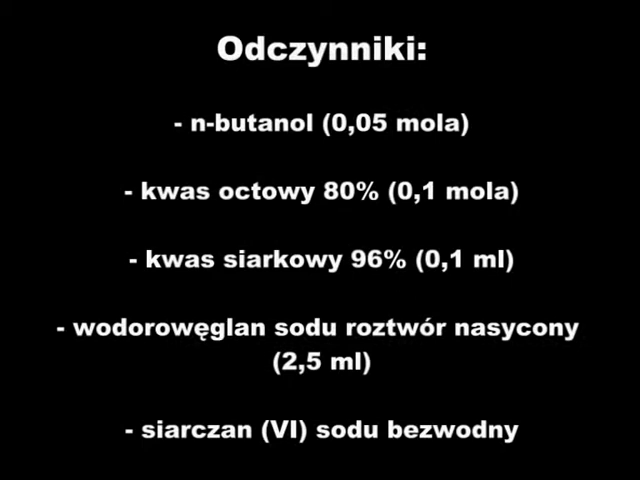 Odczynniki:
- n-butanol (0,05 mola)
- kwas octowy 80% (0,1 mola)
- kwas siarkowy 96% (0,1 ml)
- wodorowęglan sodu roztwór nasycony
(2,5 ml)
- siarczan (VI) sodu bezwodny